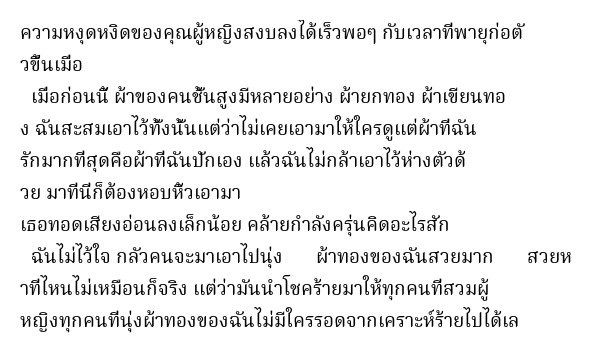 ความหงุดหงิดของคุณผู้หญิงสงบลงได้เร็วพอๆ กับเวลาที่พายุก่อตั
วขึ้นเมื่อ
เมื่อก่อนนี้ ผ้าของคนชั้นสูงมีหลายอย่าง ผ้ายกทอง ผ้าเขียนทอ
ง ฉันสะสมเอาไว้ทั้งนั้นแต่ว่าไม่เคยเอามาให้ใครดูแต่ผ้าที่ฉัน
รักมากที่สุดคือผ้าที่ฉันปักเอง แล้วฉันไม่กล้าเอาไว้ห่างตัวด้
วย มาที่นี่ก็ต้องหอบหิ้วเอามา
เธอทอดเสียงอ่อนลงเล็กน้อย คล้ายกำลังครุ่นคิดอะไรสัก
ฉันไม่ไว้ใจ กลัวคนจะมาเอาไปนุ่ง ผ้าทองของฉันสวยมาก สวยห
าที่ไหนไม่เหมือนก็จริง แต่ว่ามันนำโชคร้ายมาให้ทุกคนที่สวมผู้
หญิงทุกคนที่นุ่งผ้าทองของฉันไม่มีใครรอดจากเคราะห์ร้ายไปได้เล